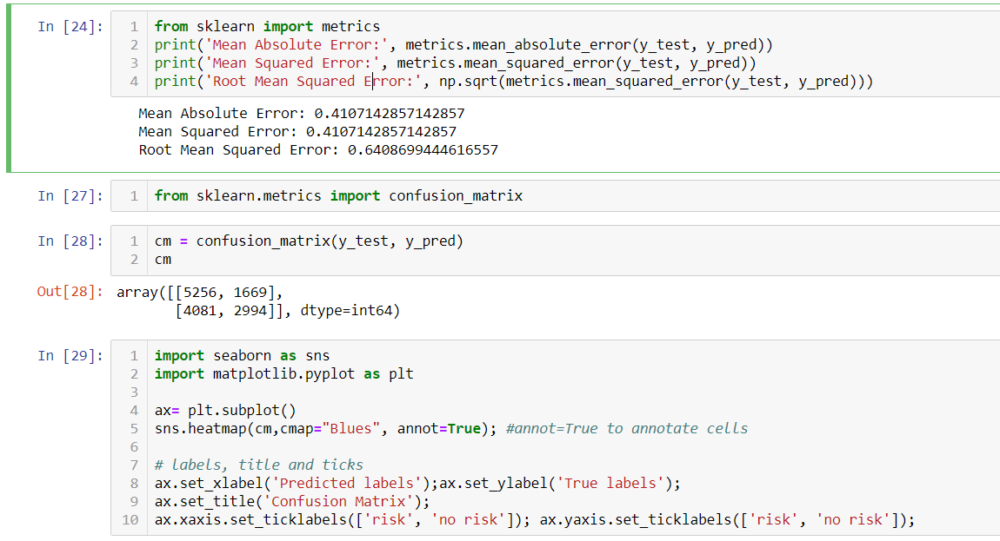 In [24]:
1 from sklearn import metrics
2 print('Mean Absolute Error:', metrics.mean_absolute_error(y_test, y_pred))
3 print('Mean Squared Error:', metrics.mean_squared_error(y_test, y_pred))
4 print('Root Mean Squared Error:', np.sqrt(metrics.mean_squared_error(y_test, y_pred)))
Mean Absolute Error: 0.4107142857142857
Mean Squared Error: 0.4107142857142857
Root Mean Squared Error: 0.6408699444616557
In [27]:
1 from sklearn.metrics import confusion_matrix
In [28]:
1 cm = confusion_matrix(y_test, y_pred)
2 cm
Out[28]: array([[5256, 1669],
[4081, 2994]], dtype=int64)
In [29]:
1 import seaborn as sns
2 import matplotlib.pyplot as plt
3
4 ax= plt.subplot()
5 sns.heatmap(cm,cmap="Blues", annot=True); #annot=True to annotate cells
6
7 # labels, title and ticks
8 ax.set_xlabel('Predicted labels');ax.set_ylabel('True labels');
9 ax.set_title('Confusion Matrix');
10 ax.xaxis.set_ticklabels(['risk', 'no risk']); ax.yaxis.set_ticklabels(['risk', 'no risk']);